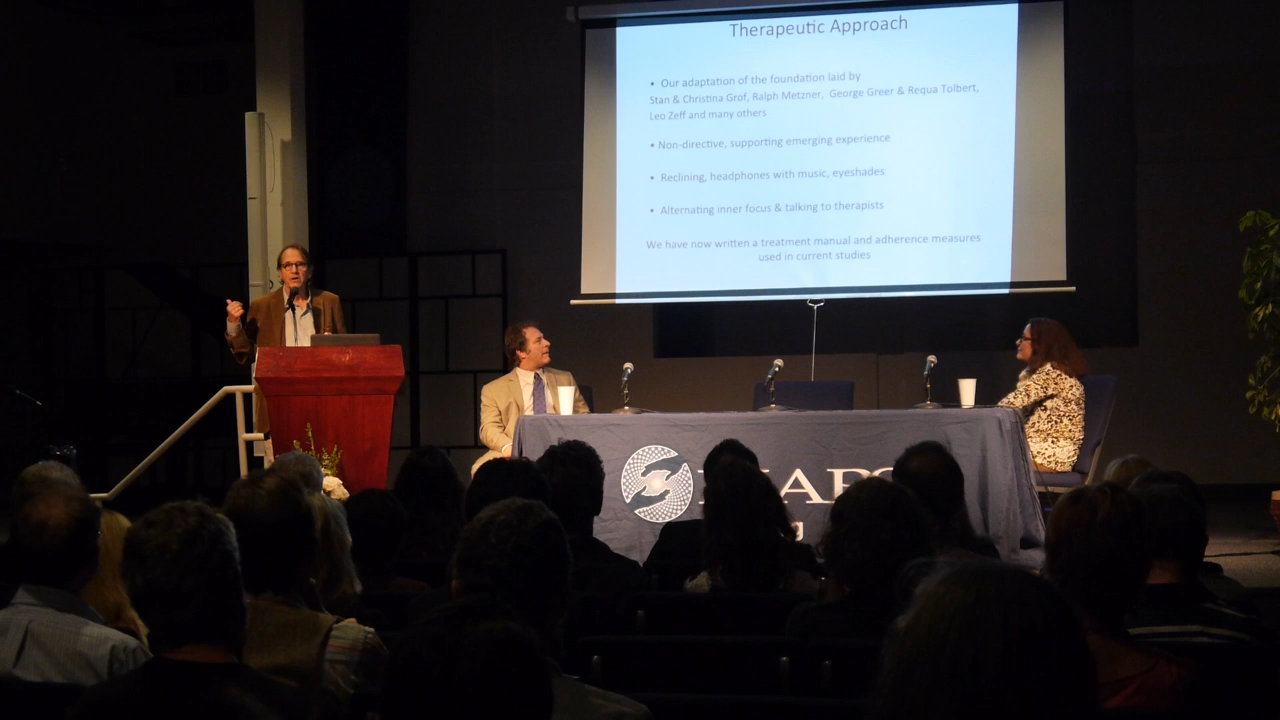 Therapeutic Approach
• Our adaptation of the foundation laid by
Stan & Christina Grof, Ralph Metzner, George Greer & Requa Tolbert,
Leo Zeff and many others
• Non-directive, supporting emerging experience
• Reclining, headphones with music, eyeshades
• Alternating inner focus & talking to therapists
We have now written a treatment manual and adherence measures
used in current studies